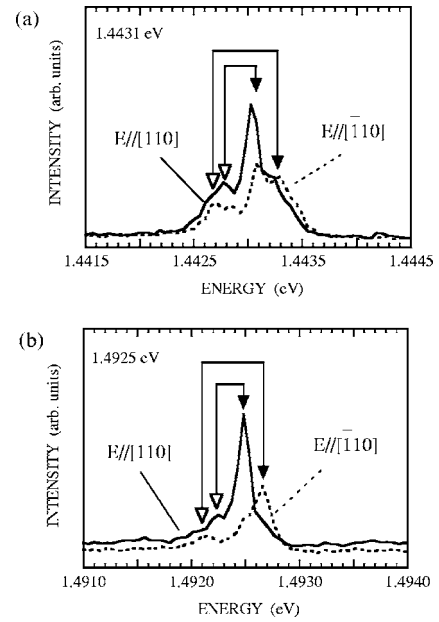 (a)
1.4431 eV
E//[110]
E//[1̅10]
INTENSITY (arb. units)
1.4415 1.4425 1.4435 1.4445
ENERGY (eV)
(b)
1.4925 eV
E//[110]
E//[1̅10]
INTENSITY (arb. units)
1.4910 1.4920 1.4930 1.4940
ENERGY (eV)